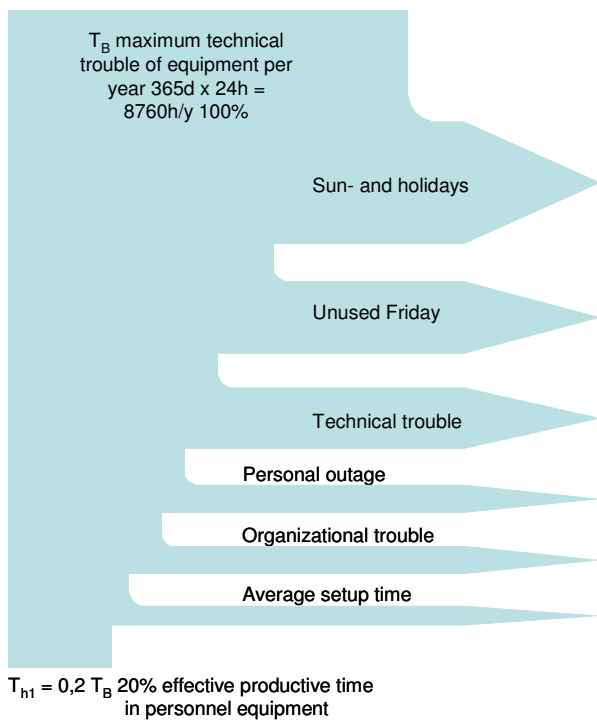 T_B maximum technical
trouble of equipment per
year 365d x 24h =
8760h/y 100%
Sun- and holidays
Unused Friday
Technical trouble
Personal outage
Organizational trouble
Average setup time
T_h1 = 0,2 T_B 20% effective productive time
in personnel equipment